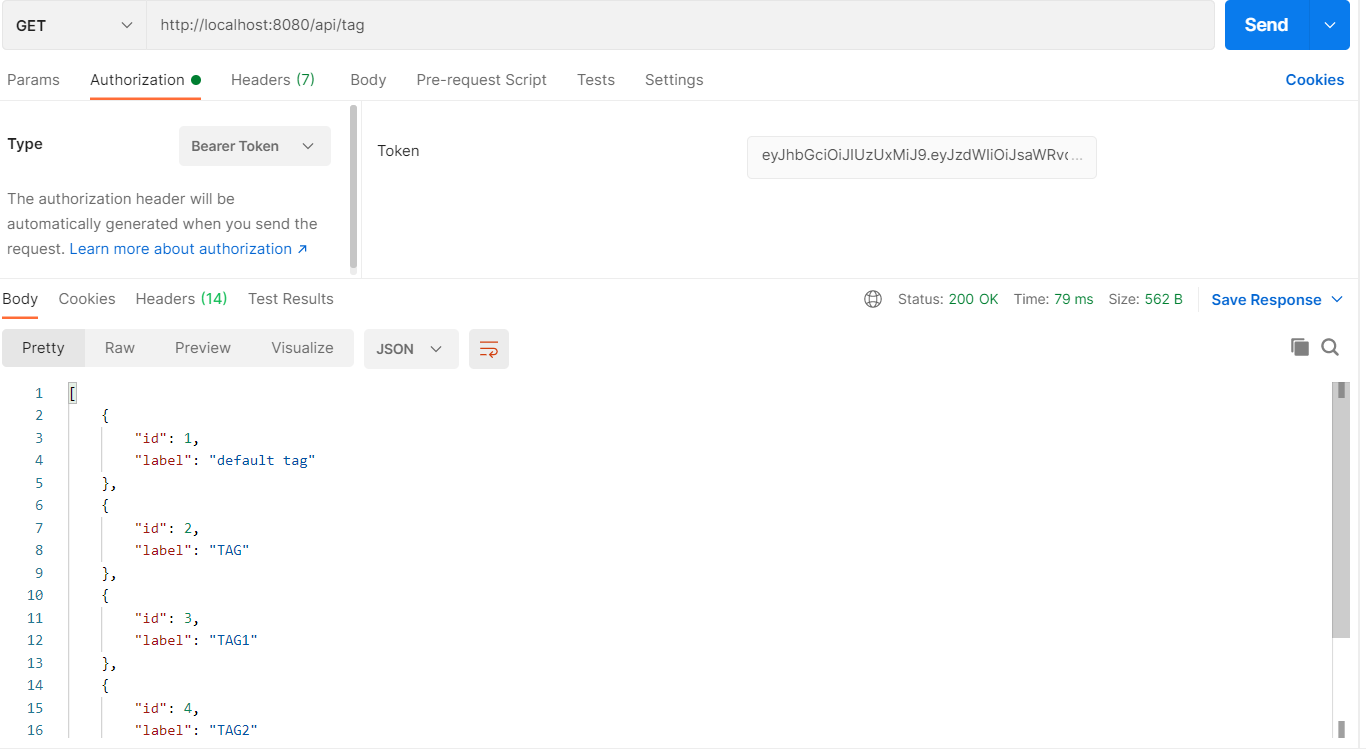 GET http://localhost:8080/api/tag Send
Params Authorization Headers (7) Body Pre-request Script Tests Settings Cookies
Type Bearer Token Token eyJhbGciOiJIUzUxMiJ9.eyJzdWIiOiJsaWRvc...
The authorization header will be
automatically generated when you send the
request. Learn more about authorization ↗
Body Cookies Headers (14) Test Results Status: 200 OK Time: 79 ms Size: 562 B Save Response
Pretty Raw Preview Visualize JSON
1 [
2 {
3 "id": 1,
4 "label": "default tag"
5 },
6 {
7 "id": 2,
8 "label": "TAG"
9 },
10 {
11 "id": 3,
12 "label": "TAG1"
13 },
14 {
15 "id": 4,
16 "label": "TAG2"